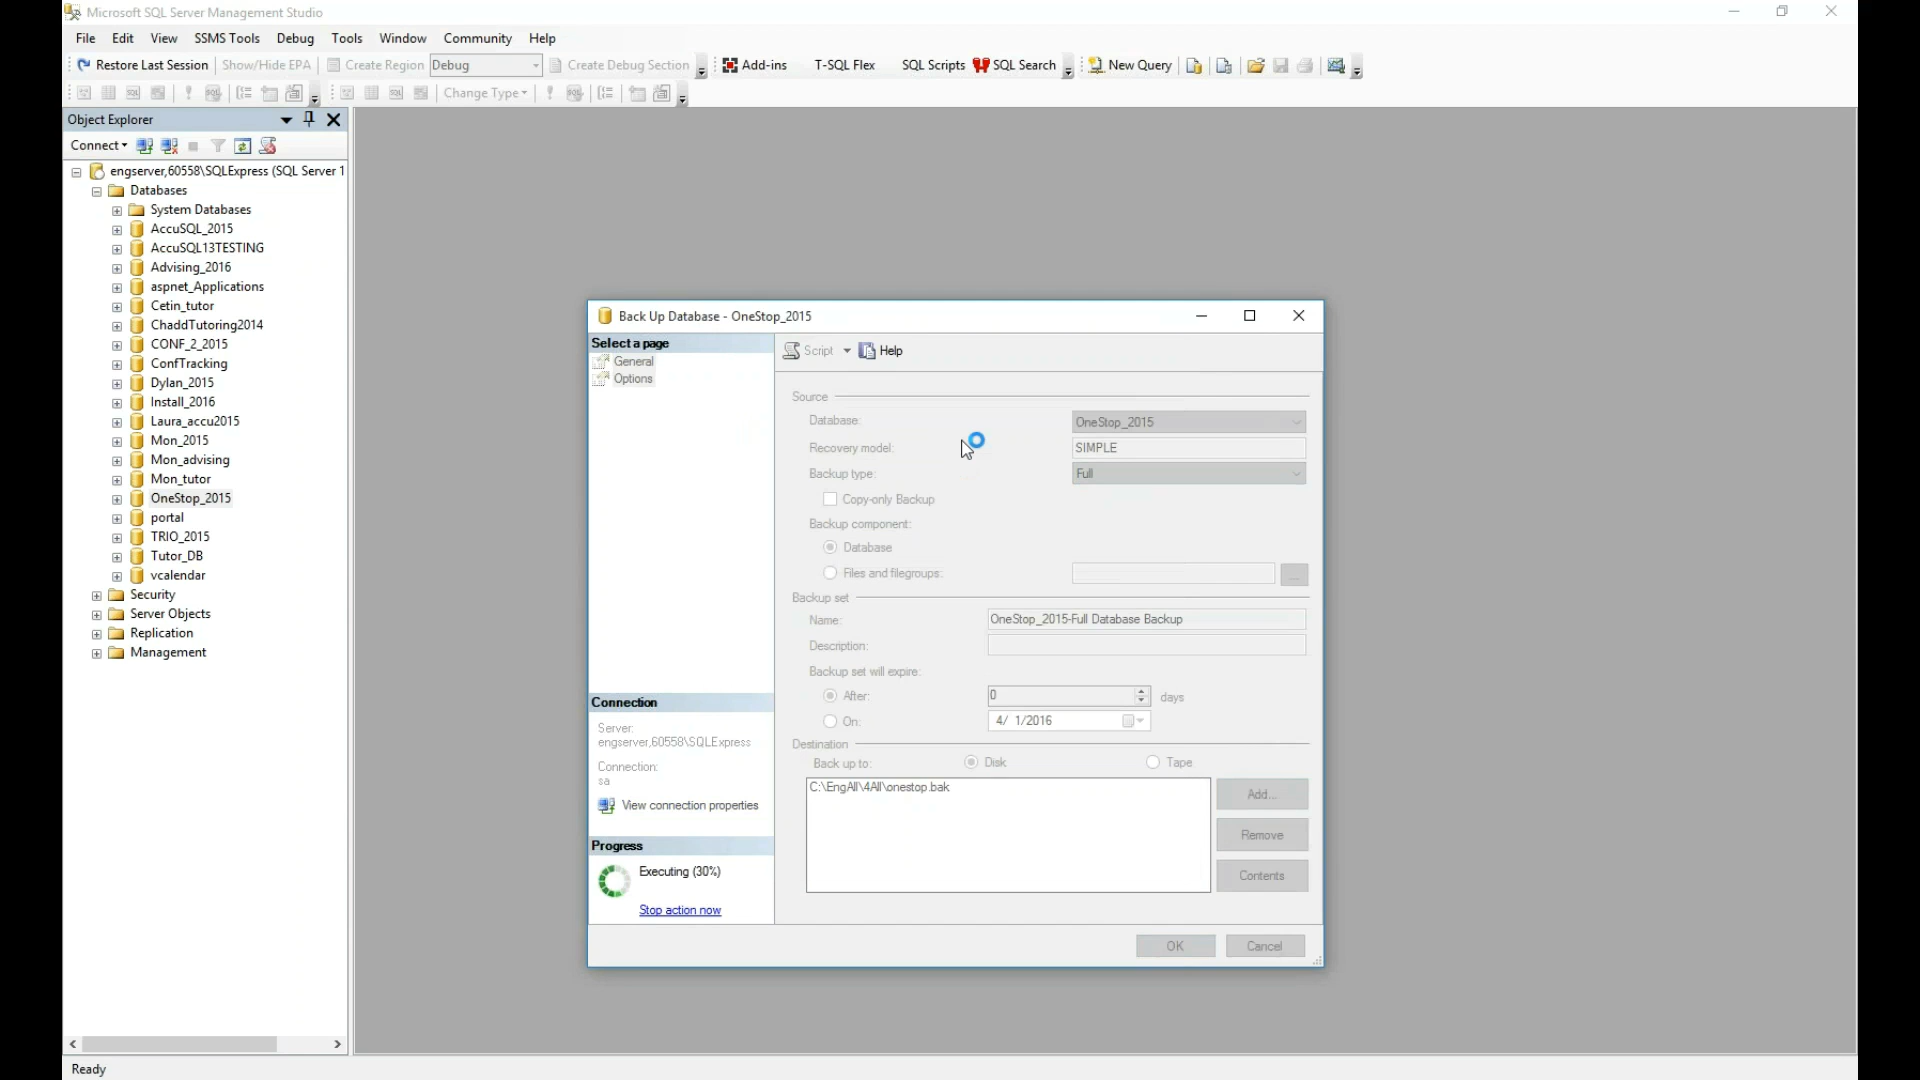 Microsoft SQL Server Management Studio
File Edit View SSMS Tools Debug Tools Window Community Help
Restore Last Session Show/Hide EPA Create Region Debug Create Debug Section Add-ins T-SQL Flex SQL Scripts SQL Search New Query
Change Type
Object Explorer
Connect
engserver,60558\SQLExpress (SQL Server 1
Databases
System Databases
AccuSQL_2015
AccuSQL13TESTING
Advising_2016
aspnet_Applications
Cetin_tutor
ChaddTutoring2014
CONF_2_2015
ConfTracking
Dylan_2015
Install_2016
Laura_accu2015
Mon_2015
Mon_advising
Mon_tutor
OneStop_2015
portal
TRIO_2015
Tutor_DB
vcalendar
Security
Server Objects
Replication
Management
Back Up Database - OneStop_2015
Select a page
General
Options
Script Help
Source
Database: OneStop_2015
Recovery model: SIMPLE
Backup type: Full
Copy-only Backup
Backup component:
Database
Files and filegroups: ...
Backup set
Name: OneStop_2015-Full Database Backup
Description:
Backup set will expire:
After: 0 days
On: 4/ 1/2016
Destination
Back up to: Disk Tape
C:\EngAll\4All\onestop.bak
Add...
Remove
Contents
Connection
Server:
engserver,60558\SQLExpress
Connection:
sa
View connection properties
Progress
Executing (30%)
Stop action now
OK Cancel
Ready